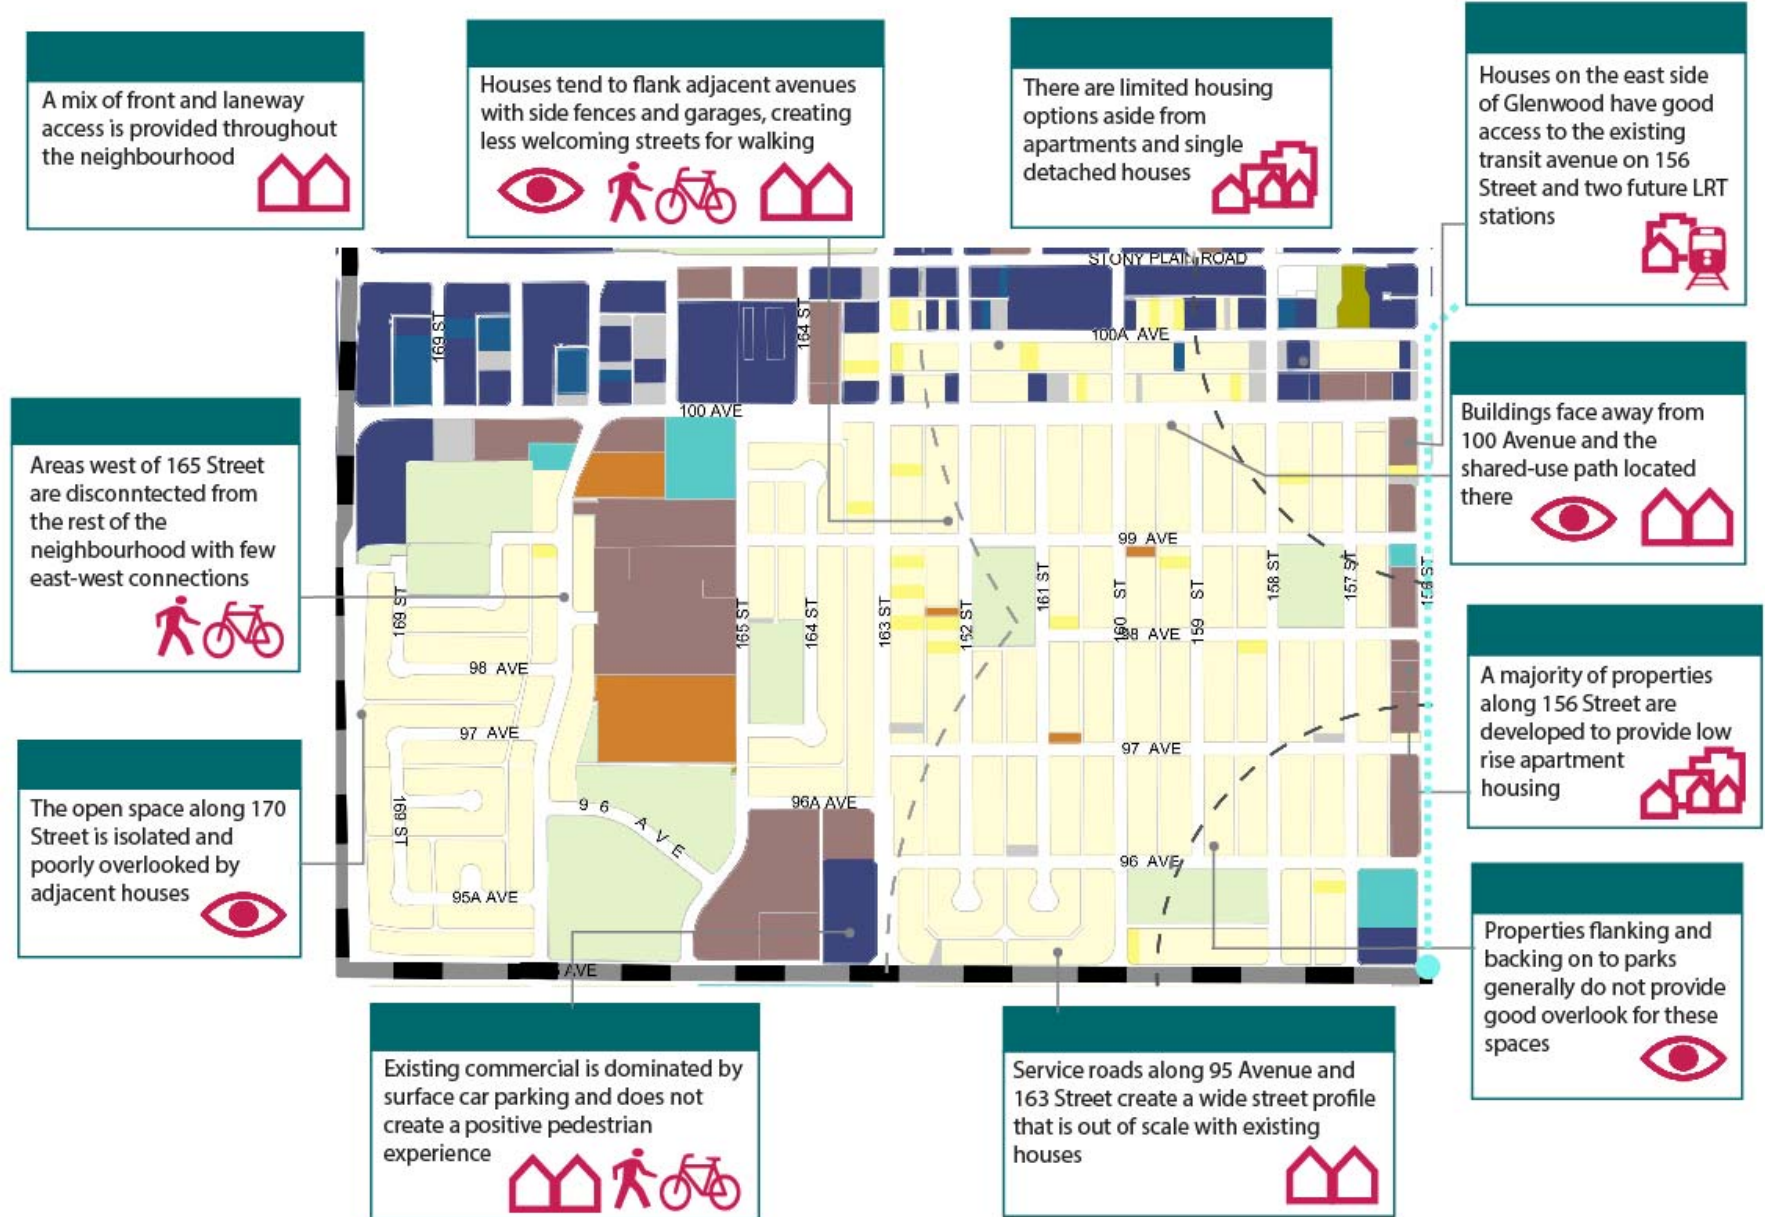 A mix of front and laneway
access is provided throughout
the neighbourhood
Houses tend to flank adjacent avenues
with side fences and garages, creating
less welcoming streets for walking
There are limited housing
options aside from
apartments and single
detached houses
Houses on the east side
of Glenwood have good
access to the existing
transit avenue on 156
Street and two future LRT
stations
Areas west of 165 Street
are disconntected from
the rest of the
neighbourhood with few
east-west connections
Buildings face away from
100 Avenue and the
shared-use path located
there
The open space along 170
Street is isolated and
poorly overlooked by
adjacent houses
A majority of properties
along 156 Street are
developed to provide low
rise apartment
housing
Properties flanking and
backing on to parks
generally do not provide
good overlook for these
spaces
Existing commercial is dominated by
surface car parking and does not
create a positive pedestrian
experience
Service roads along 95 Avenue and
163 Street create a wide street profile
that is out of scale with existing
houses
STONY PLAIN ROAD
169 ST
164 ST
100A AVE
100 AVE
99 AVE
169 ST
165 ST
164 ST
163 ST
162 ST
161 ST
160 ST
159 ST
158 ST
157 ST
156 ST
98 AVE
98 AVE
97 AVE
97 AVE
169 ST
96 AVE
96A AVE
96 AVE
95A AVE
AVE